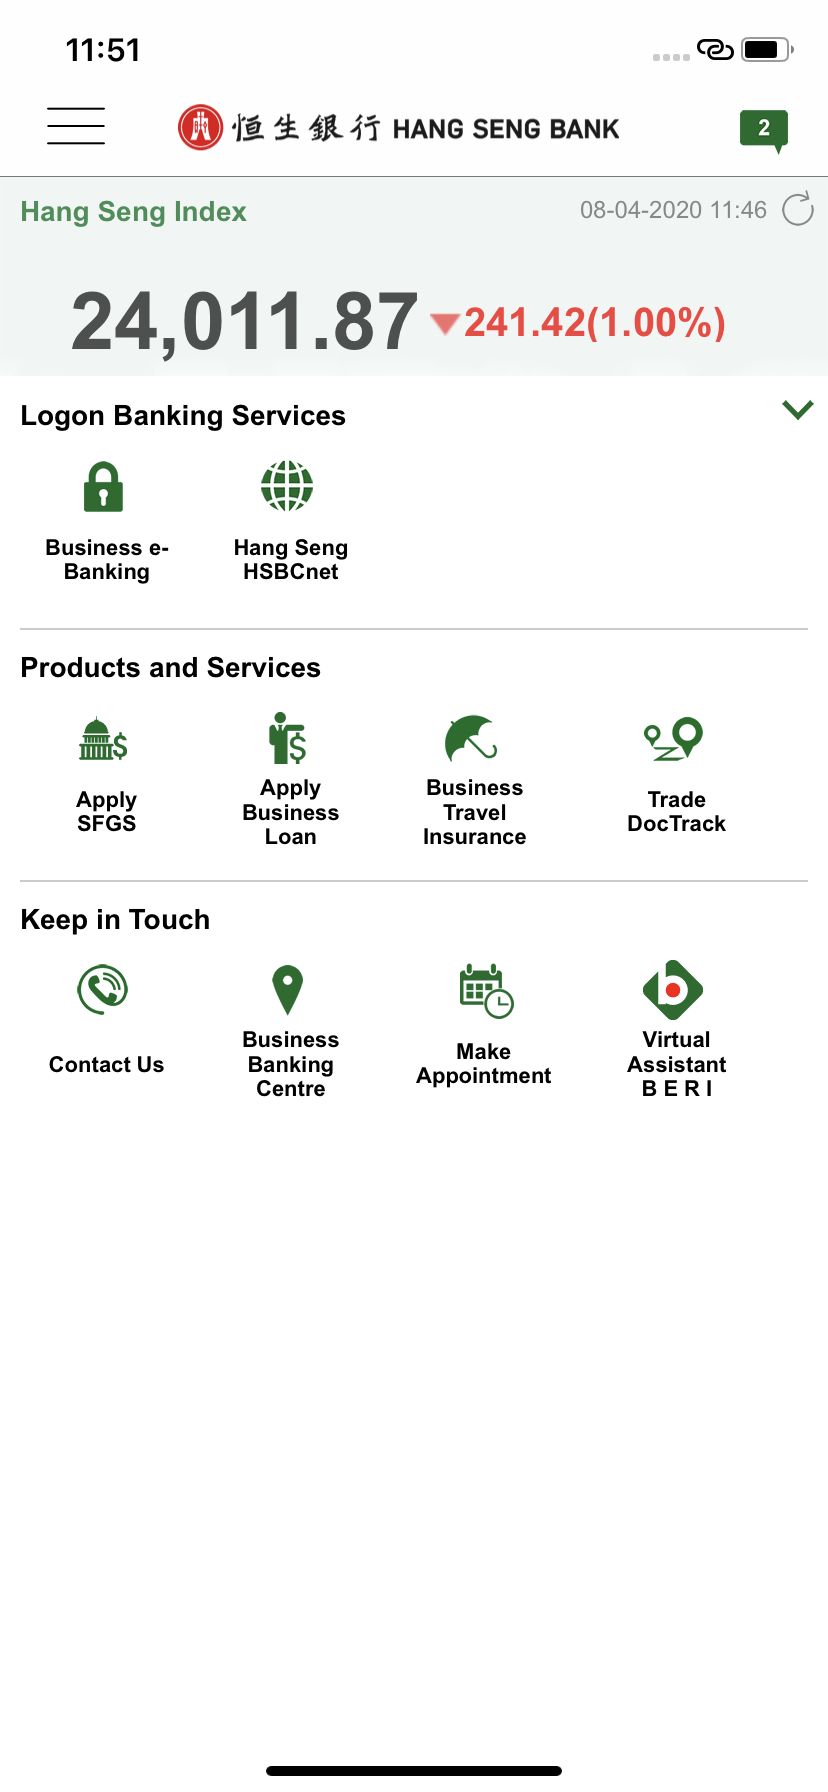 11:51
恒生銀行 HANG SENG BANK
2
Hang Seng Index
08-04-2020 11:46
24,011.87
241.42(1.00%)
Logon Banking Services
Business e-
Banking
Hang Seng
HSBCnet
Products and Services
Apply
SFGS
Apply
Business
Loan
Business
Travel
Insurance
Trade
DocTrack
Keep in Touch
Contact Us
Business
Banking
Centre
Make
Appointment
Virtual
Assistant
B E R I